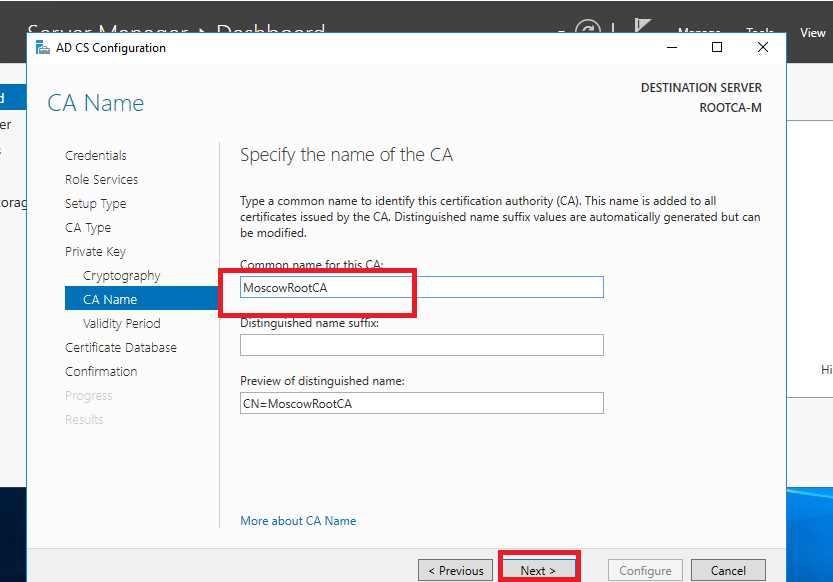 Server Manager Dashboard
Manage Tools View
AD CS Configuration
CA Name
DESTINATION SERVER
ROOTCA-M
Credentials
Role Services
Setup Type
CA Type
Private Key
Cryptography
CA Name
Validity Period
Certificate Database
Confirmation
Progress
Results
Specify the name of the CA
Type a common name to identify this certification authority (CA). This name is added to all
certificates issued by the CA. Distinguished name suffix values are automatically generated but can
be modified.
Common name for this CA:
MoscowRootCA
Distinguished name suffix:
Preview of distinguished name:
CN=MoscowRootCA
More about CA Name
< Previous
Next >
Configure
Cancel